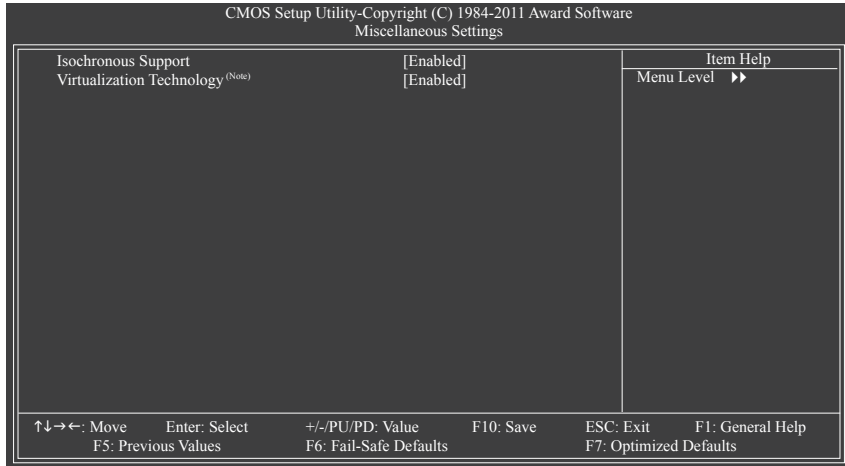 CMOS Setup Utility-Copyright (C) 1984-2011 Award Software
Miscellaneous Settings
Isochronous Support [Enabled]
Virtualization Technology (Note) [Enabled]
Item Help
Menu Level ▶▶
↑↓→←: Move Enter: Select +/-/PU/PD: Value F10: Save ESC: Exit F1: General Help
F5: Previous Values F6: Fail-Safe Defaults F7: Optimized Defaults